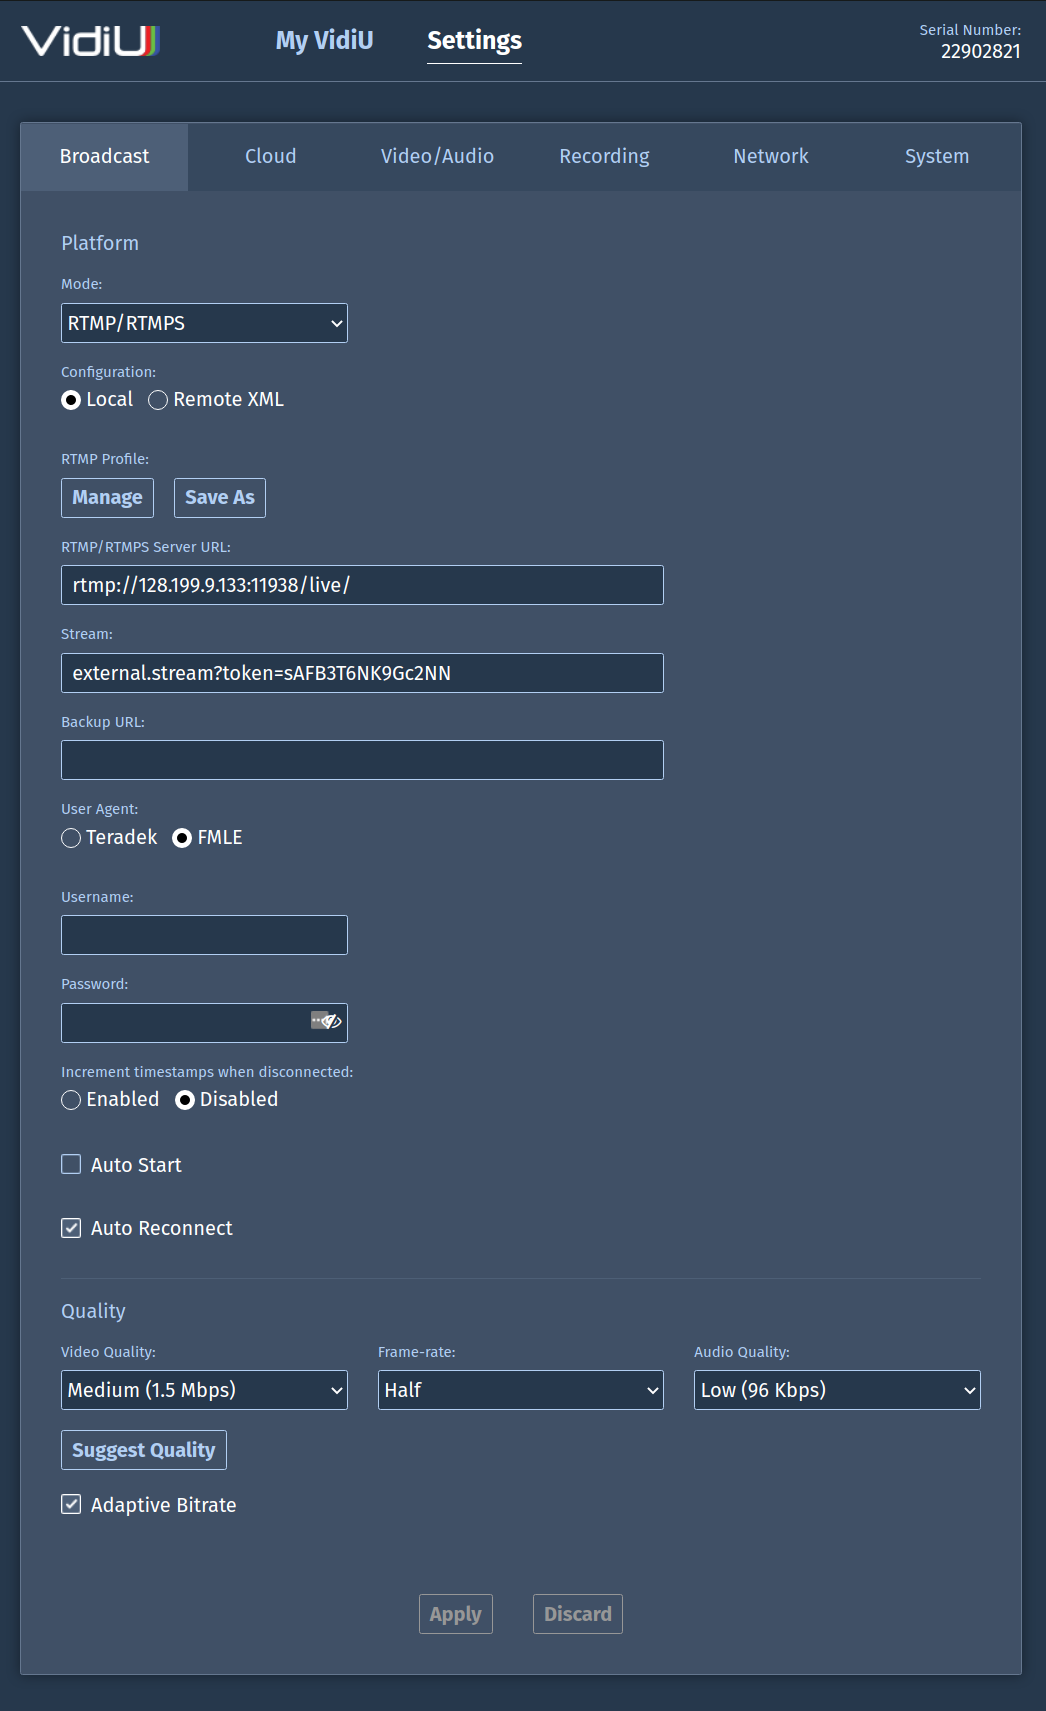 VidiU
My VidiU
Settings
Serial Number:
22902821
Broadcast
Cloud
Video/Audio
Recording
Network
System
Platform
Mode:
RTMP/RTMPS
Configuration:
Local
Remote XML
RTMP Profile:
Manage
Save As
RTMP/RTMPS Server URL:
rtmp://128.199.9.133:11938/live/
Stream:
external.stream?token=sAFB3T6NK9Gc2NN
Backup URL:
User Agent:
Teradek
FMLE
Username:
Password:
Increment timestamps when disconnected:
Enabled
Disabled
Auto Start
Auto Reconnect
Quality
Video Quality:
Frame-rate:
Audio Quality:
Medium (1.5 Mbps)
Half
Low (96 Kbps)
Suggest Quality
Adaptive Bitrate
Apply
Discard